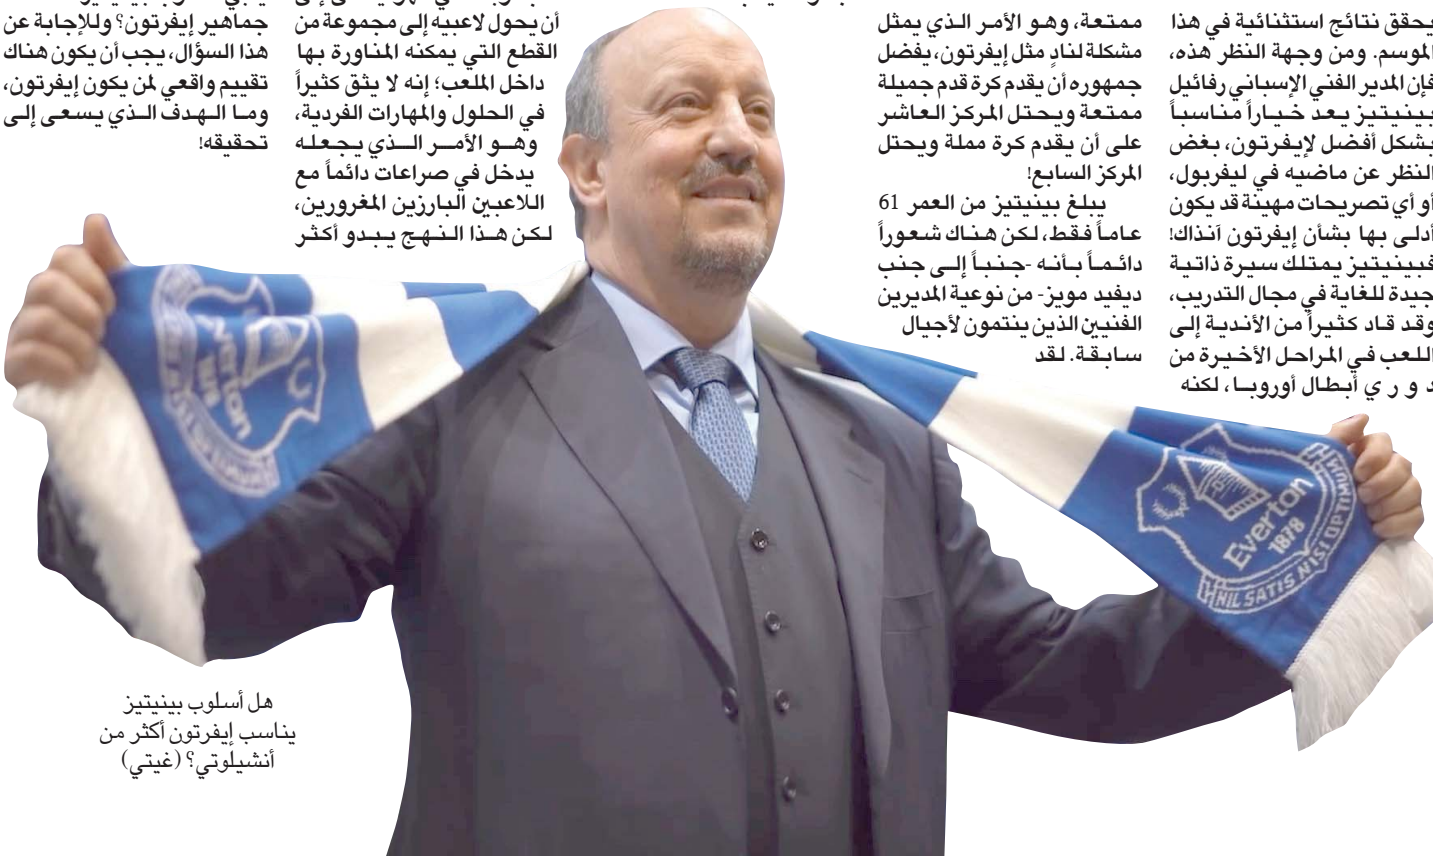 يحقق نتائج استثنائية في هذا
الموسم. ومن وجهة النظر هذه،
فإن المدير الفني الإسباني رفائيل
بينيتيز يعد خياراً مناسباً
بشكل أفضل لإيفرتون، بغض
النظر عن ماضيه في ليفربول،
أو أي تصريحات مهينة قد يكون
أدلى بها بشأن إيفرتون آنذاك!
فبينيتيز يمتلك سيرة ذاتية
جيدة للغاية في مجال التدريب،
وقد قاد كثيراً من الأندية إلى
اللعب في المراحل الأخيرة من
د و ر ي أبطال أوروبا، لكنه
ممتعة، وهو الأمر الذي يمثل
مشكلة لنادٍ مثل إيفرتون، يفضل
جمهوره أن يقدم كرة قدم جميلة
ممتعة ويحتل المركز العاشر
على أن يقدم كرة مملة ويحتل
المركز السابع!
يبلغ بينيتيز من العمر 61
عاماً فقط، لكن هناك شعوراً
دائماً بأنه -جنباً إلى جنب
ديفيد مويز- من نوعية المديرين
الفنيين الذين ينتمون لأجيال
سابقة. لقد
أن يحول لاعبيه إلى مجموعة من
القطع التي يمكنه المناورة بها
داخل الملعب؛ إنه لا يثق كثيراً
في الحلول والمهارات الفردية،
وهو الأمر الذي يجعله
يدخل في صراعات دائماً مع
اللاعبين البارزين المغرورين،
لكن هذا النهج يبدو أكثر
جماهير إيفرتون؟ وللإجابة عن
هذا السؤال، يجب أن يكون هناك
تقييم واقعي لمن يكون إيفرتون،
وما الهدف الذي يسعى إلى
تحقيقه!
Everton
1878
NIL SATIS NISI OPTIMUM
هل أسلوب بينيتيز
يناسب إيفرتون أكثر من
أنشيلوتي؟ (غيتي)